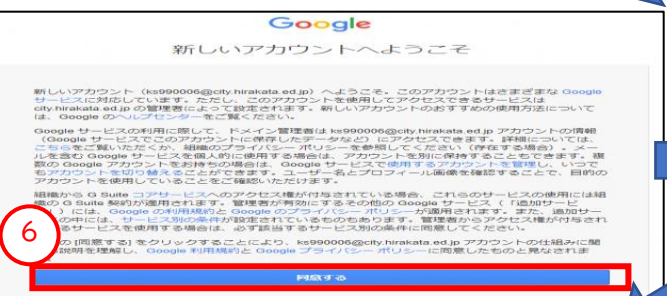 Google
新しいアカウントへようこそ
新しいアカウント（ks990006@city.hirakata.ed.jp）へようこそ。このアカウントはさまざまな Google
サービスに対応しています。ただし、このアカウントを使用してアクセスできるサービスは
city.hirakata.ed.jp の管理者によって設定されます。新しいアカウントのおすすめの使用方法について
は、Google のヘルプセンターをご覧ください。
Google サービスの利用に際して、ドメイン管理者は ks990006@city.hirakata.ed.jp アカウントの情報
（Google サービスでこのアカウントに保存したデータなど）にアクセスできます。詳細については、
こちらをご覧いただくか、組織のプライバシー ポリシーを参照してください（存在する場合）。メー
ルを含む Google サービスを個人的に使用する場合は、アカウントを別に保持することもできます。複
数の Google アカウントをお持ちの場合は、Google サービスで使用するアカウントを管理し、いつで
もアカウントを切り替えることができます。ユーザー名とプロフィール画像を確認することで、目的の
アカウントを使用していることをご確認いただけます。
組織から G Suite コアサービスへのアクセス権が付与されている場合、これらのサービスの使用には組
織の G Suite 契約が適用されます。管理者が有効にするその他の Google サービス（「追加サービ
」）には、Google の利用規約と Google のプライバシー ポリシーが適用されます。また、追加サー
の中には、サービス別の条件が設定されているものもあります。管理者からアクセス権が付与され
るサービスを使用する場合は、必ず該当するサービス別の条件に同意してください。
6
の [同意する] をクリックすることにより、ks990006@city.hirakata.ed.jp アカウントの仕組みに関
説明を理解し、Google 利用規約と Google プライバシー ポリシーに同意したものと見なされま
同意する